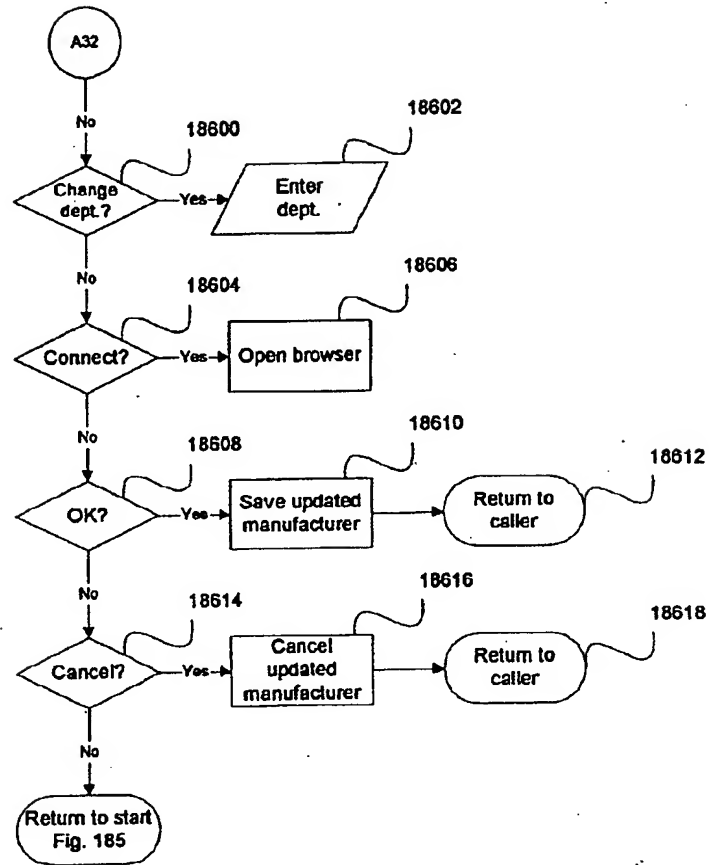 A32
No
18600
18602
Change
dept.?
Yes
Enter
dept.
No
18604
18606
Connect?
Yes
Open browser
No
18608
18610
18612
OK?
Yes
Save updated
manufacturer
Return to
caller
No
18614
18616
18618
Cancel?
Yes
Cancel
updated
manufacturer
Return to
caller
No
Return to start
Fig. 185